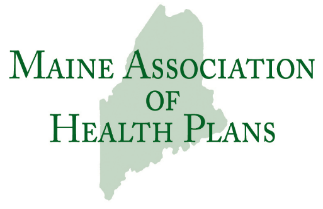 Maine Association
of
Health Plans